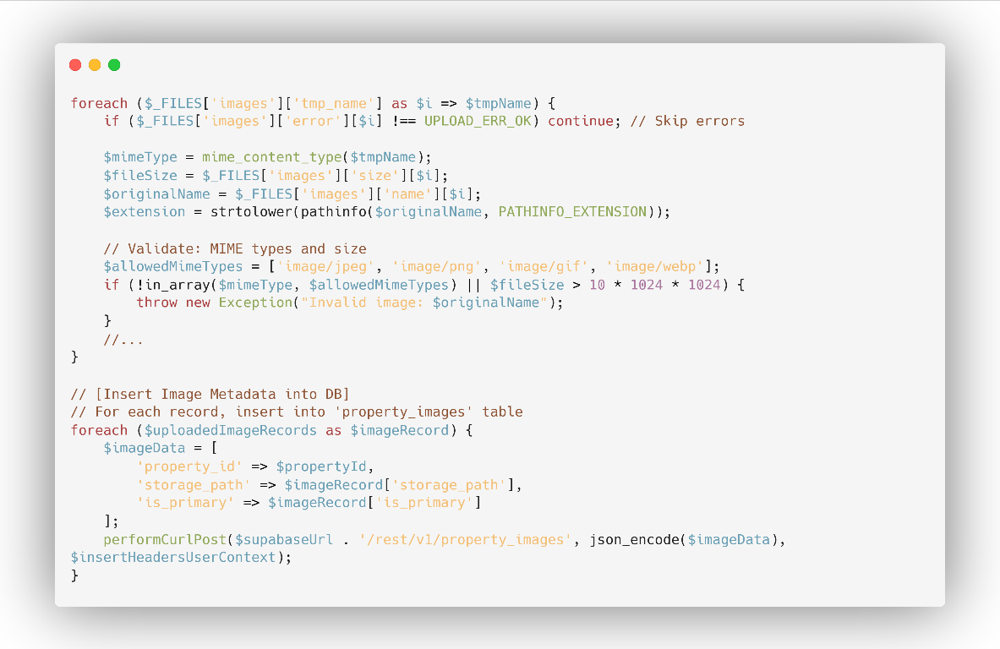 foreach ($_FILES['images']['tmp_name'] as $i => $tmpName) {
    if ($_FILES['images']['error'][$i] !== UPLOAD_ERR_OK) continue; // Skip errors

    $mimeType = mime_content_type($tmpName);
    $fileSize = $_FILES['images']['size'][$i];
    $originalName = $_FILES['images']['name'][$i];
    $extension = strtolower(pathinfo($originalName, PATHINFO_EXTENSION));

    // Validate: MIME types and size
    $allowedMimeTypes = ['image/jpeg', 'image/png', 'image/gif', 'image/webp'];
    if (!in_array($mimeType, $allowedMimeTypes) || $fileSize > 10 * 1024 * 1024) {
        throw new Exception("Invalid image: $originalName");
    }
    //...
}

// [Insert Image Metadata into DB]
// For each record, insert into 'property_images' table
foreach ($uploadedImageRecords as $imageRecord) {
    $imageData = [
        'property_id' => $propertyId,
        'storage_path' => $imageRecord['storage_path'],
        'is_primary' => $imageRecord['is_primary']
    ];
    performCurlPost($supabaseUrl . '/rest/v1/property_images', json_encode($imageData),
$insertHeadersUserContext);
}